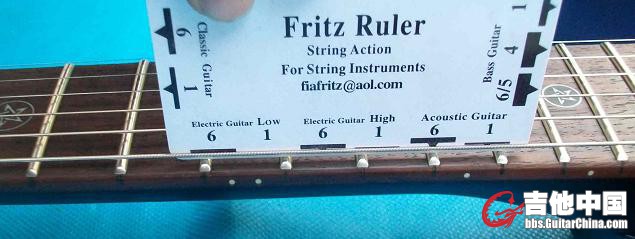 Fritz Ruler
String Action
For String Instruments
fiafritz@aol.com
6
1
Classic Guitar
Bass Guitar
1
4
6/5
Electric Guitar Low
6 1
Electric Guitar High
6 1
Acoustic Guitar
6 1
吉他中国
bbs.GuitarChina.com